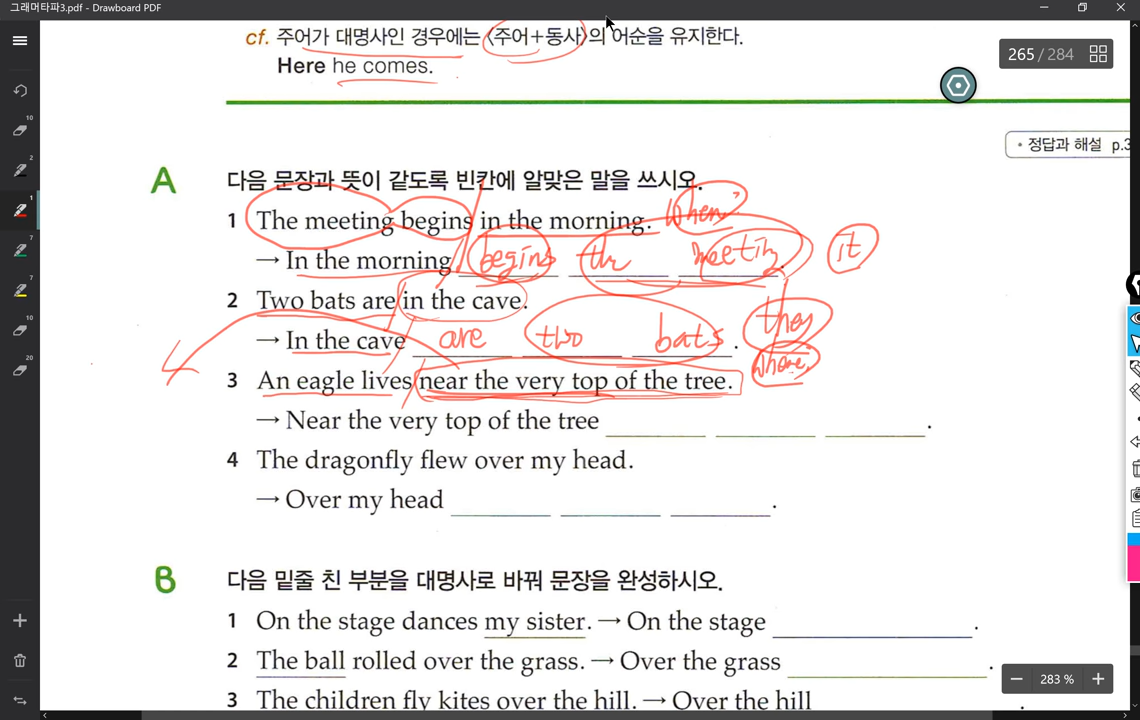 그래머타파3.pdf - Drawboard PDF
cf. 주어가 대명사인 경우에는 〈주어+동사〉의 어순을 유지한다.
Here he comes.
265 / 284
• 정답과 해설 p.3
A 다음 문장과 뜻이 같도록 빈칸에 알맞은 말을 쓰시오.
1 The meeting begins in the morning. When?
→ In the morning begins the meeting. it
2 Two bats are in the cave.
→ In the cave are two bats. they
where
3 An eagle lives near the very top of the tree.
→ Near the very top of the tree
4 The dragonfly flew over my head.
→ Over my head
B 다음 밑줄 친 부분을 대명사로 바꿔 문장을 완성하시오.
1 On the stage dances my sister. → On the stage
2 The ball rolled over the grass. → Over the grass
3 The children fly kites over the hill. → Over the hill
283 %
10
2
1
7
7
10
20